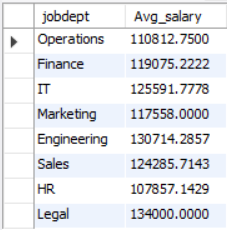 jobdept Avg_salary
Operations 110812.7500
Finance 119075.2222
IT 125591.7778
Marketing 117558.0000
Engineering 130714.2857
Sales 124285.7143
HR 107857.1429
Legal 134000.0000